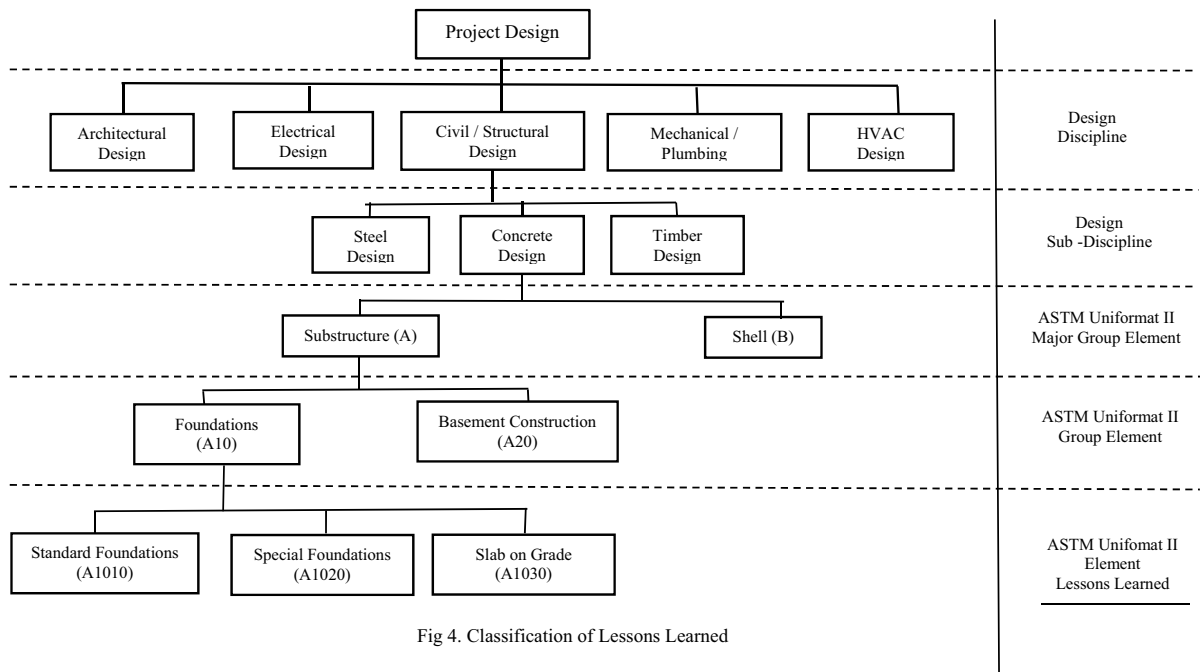 Project Design
Architectural
Design
Electrical
Design
Civil / Structural
Design
Mechanical /
Plumbing
HVAC
Design
Design
Discipline
Steel
Design
Concrete
Design
Timber
Design
Design
Sub -Discipline
Substructure (A)
Shell (B)
ASTM Uniformat II
Major Group Element
Foundations
(A10)
Basement Construction
(A20)
ASTM Uniformat II
Group Element
Standard Foundations
(A1010)
Special Foundations
(A1020)
Slab on Grade
(A1030)
ASTM Unifomat II
Element
Lessons Learned
Fig 4. Classification of Lessons Learned